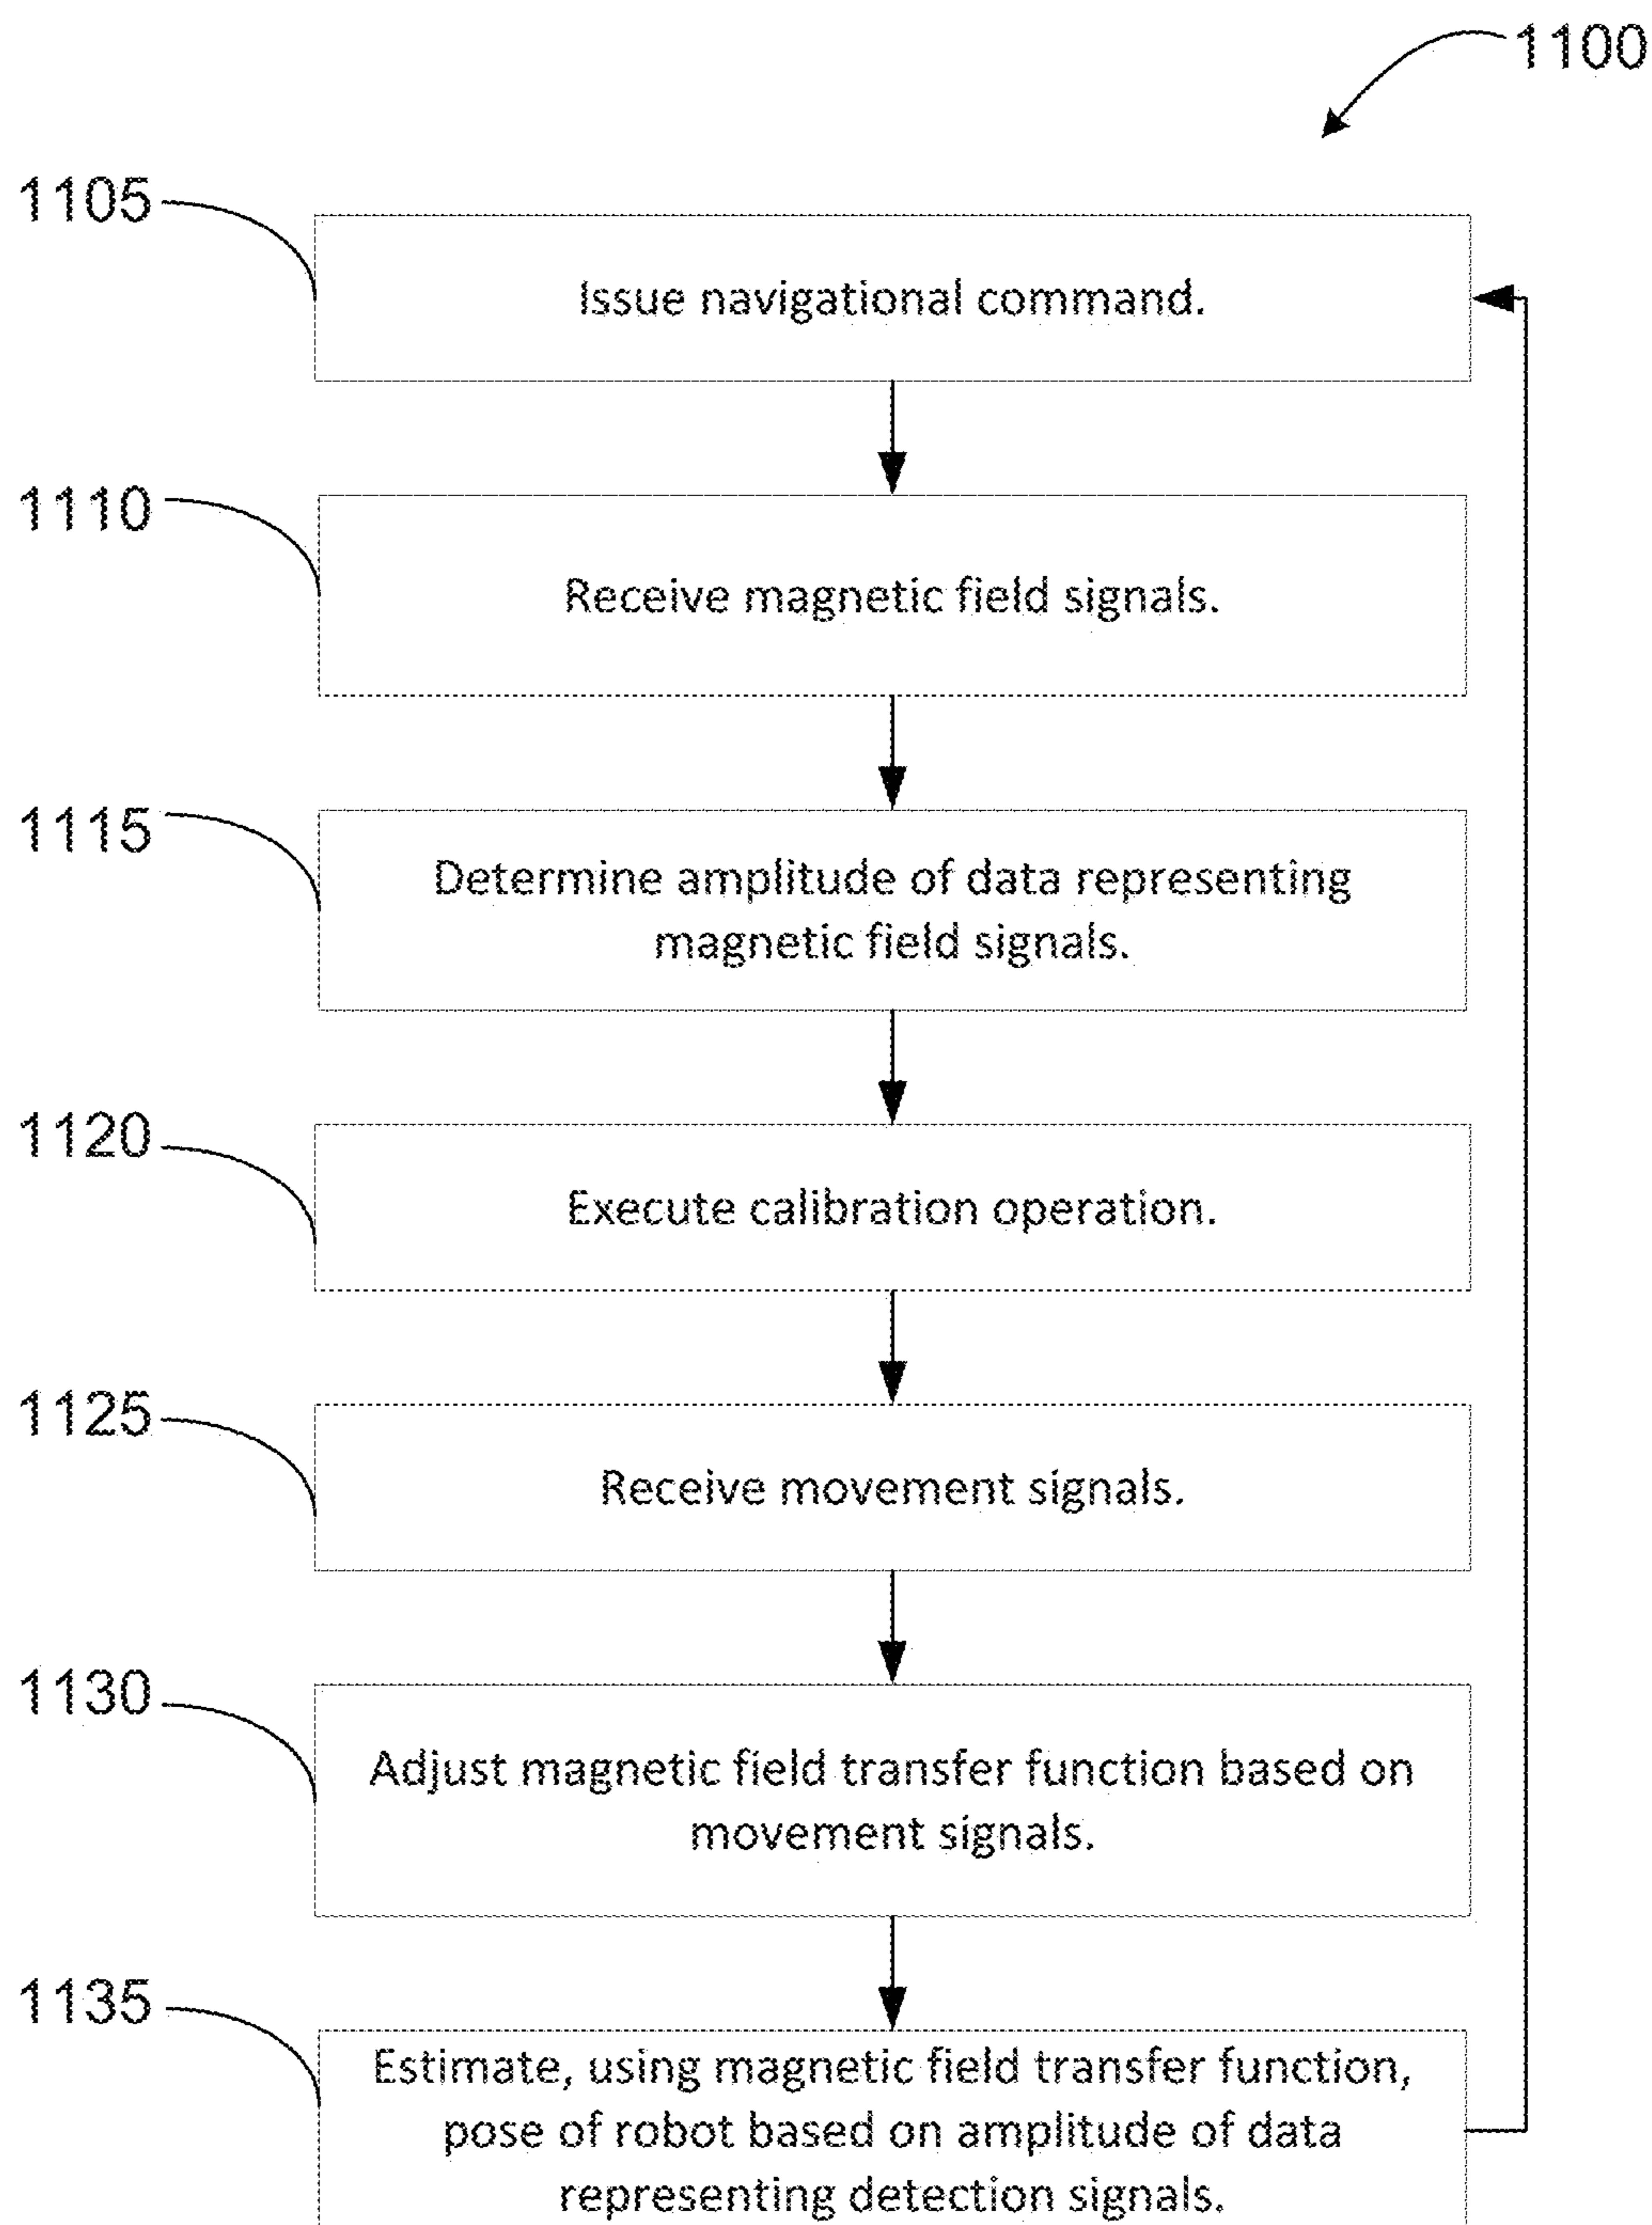 1100
1105
Issue navigational command.
1110
Receive magnetic field signals.
1115
Determine amplitude of data representing
magnetic field signals.
1120
Execute calibration operation.
1125
Receive movement signals.
1130
Adjust magnetic field transfer function based on
movement signals.
1135
Estimate, using magnetic field transfer function,
pose of robot based on amplitude of data
representing detection signals.